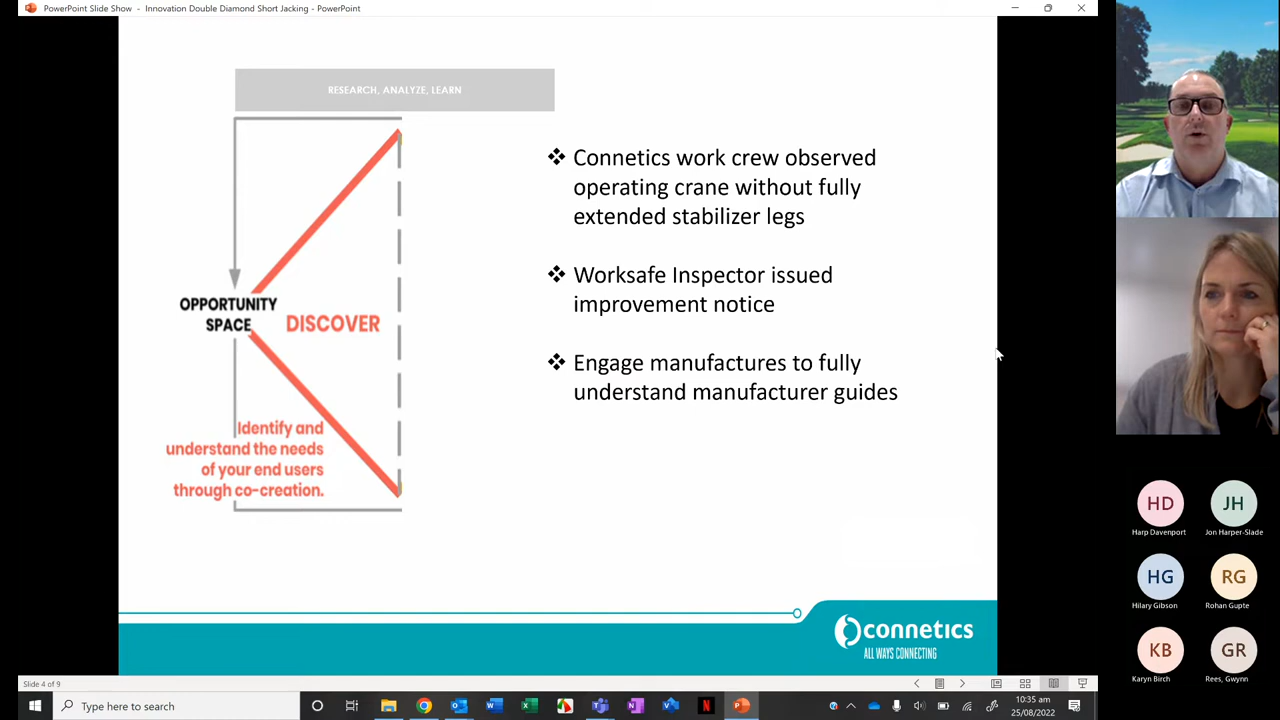 PowerPoint Slide Show - Innovation Double Diamond Short Jacking - PowerPoint
RESEARCH, ANALYZE, LEARN
OPPORTUNITY
SPACE
DISCOVER
Identify and
understand the needs
of your end users
through co-creation.
Connetics work crew observed
operating crane without fully
extended stabilizer legs
Worksafe Inspector issued
improvement notice
Engage manufactures to fully
understand manufacturer guides
connetics
ALL WAYS CONNECTING
HD
Harp Davenport
JH
Jon Harper-Slade
HG
Hilary Gibson
RG
Rohan Gupte
KB
Karyn Birch
GR
Rees, Gwynn
Slide 4 of 9
Type here to search
10:35 am
25/08/2022